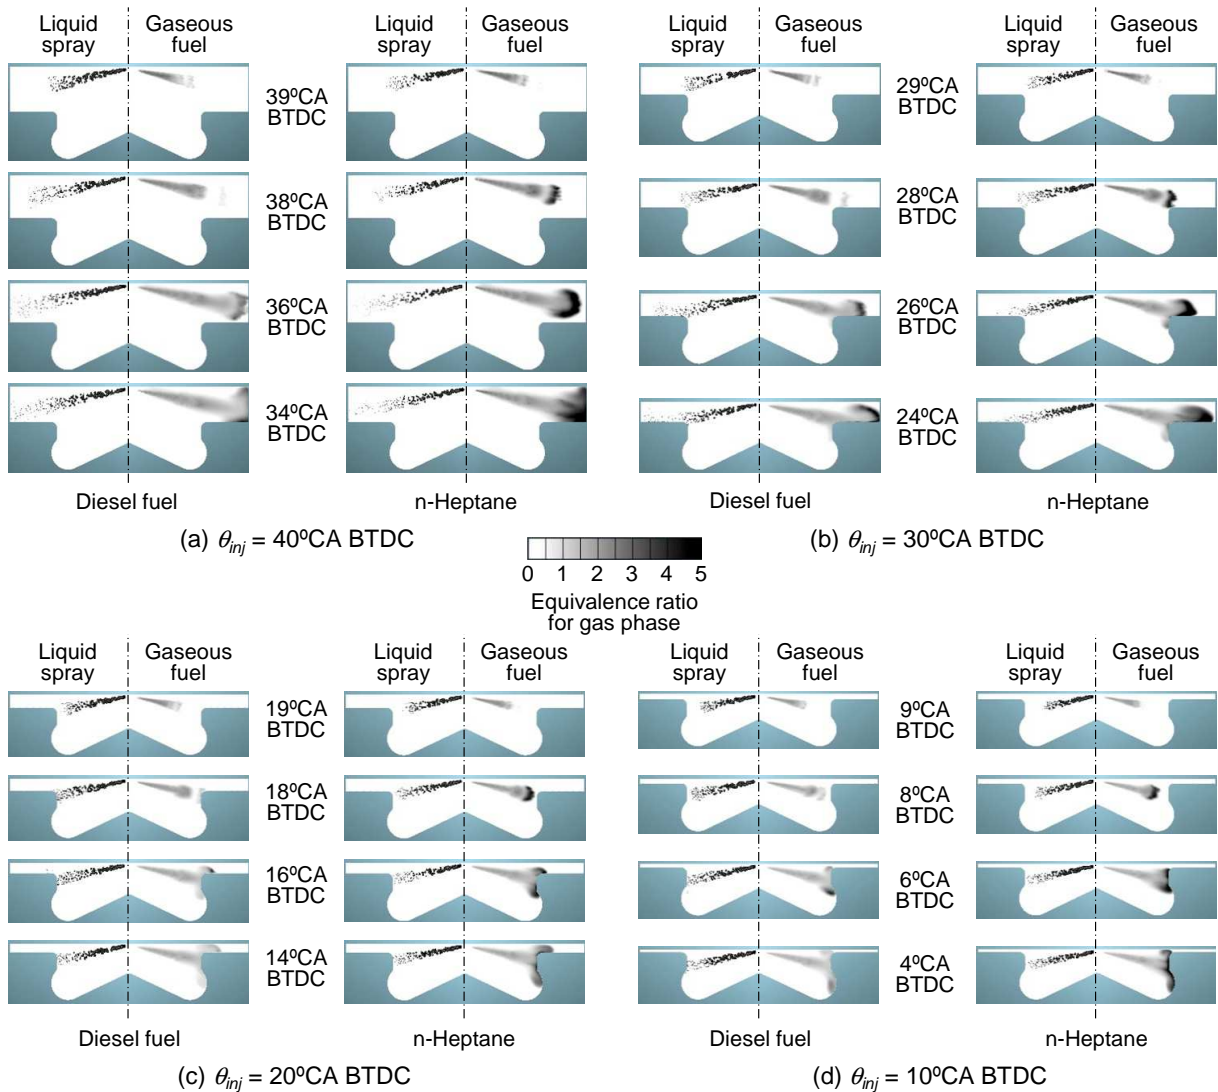 Liquid spray
Gaseous fuel
Liquid spray
Gaseous fuel
39ºCA BTDC
38ºCA BTDC
36ºCA BTDC
34ºCA BTDC
Diesel fuel
n-Heptane
(a) θinj = 40ºCA BTDC
Liquid spray
Gaseous fuel
Liquid spray
Gaseous fuel
29ºCA BTDC
28ºCA BTDC
26ºCA BTDC
24ºCA BTDC
Diesel fuel
n-Heptane
(b) θinj = 30ºCA BTDC
0 1 2 3 4 5
Equivalence ratio
for gas phase
Liquid spray
Gaseous fuel
Liquid spray
Gaseous fuel
19ºCA BTDC
18ºCA BTDC
16ºCA BTDC
14ºCA BTDC
Diesel fuel
n-Heptane
(c) θinj = 20ºCA BTDC
Liquid spray
Gaseous fuel
Liquid spray
Gaseous fuel
9ºCA BTDC
8ºCA BTDC
6ºCA BTDC
4ºCA BTDC
Diesel fuel
n-Heptane
(d) θinj = 10ºCA BTDC